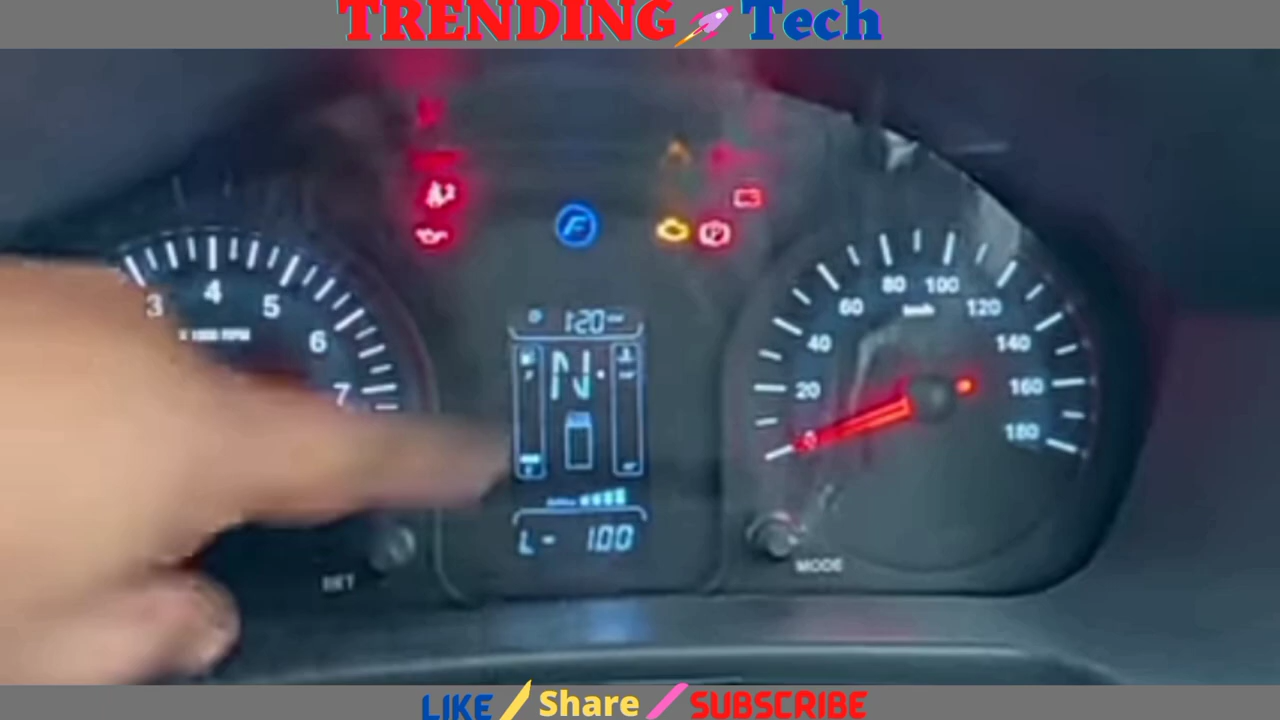 TRENDING Tech
120
3 4 5 6 7
x 1000 RPM
N
20 40 60 80 100 120 140 160 180
km/h
0
L- 100
SET
MODE
LIKE Share SUBSCRIBE